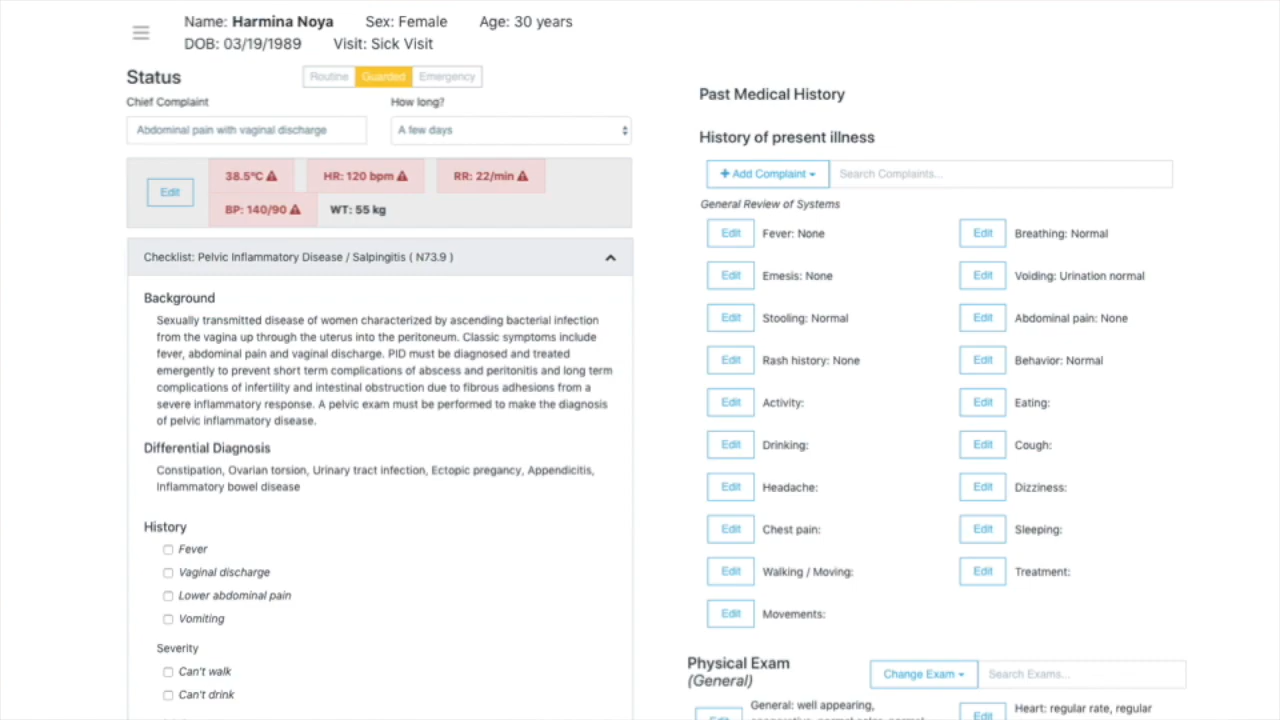 Name: Harmina Noya Sex: Female Age: 30 years
DOB: 03/19/1989 Visit: Sick Visit
Status
Routine Guarded Emergency
Chief Complaint How long?
Abdominal pain with vaginal discharge A few days
Edit
38.5°C HR: 120 bpm RR: 22/min
BP: 140/90 WT: 55 kg
Checklist: Pelvic Inflammatory Disease / Salpingitis ( N73.9 )
Background
Sexually transmitted disease of women characterized by ascending bacterial infection
from the vagina up through the uterus into the peritoneum. Classic symptoms include
fever, abdominal pain and vaginal discharge. PID must be diagnosed and treated
emergently to prevent short term complications of abscess and peritonitis and long term
complications of infertility and intestinal obstruction due to fibrous adhesions from a
severe inflammatory response. A pelvic exam must be performed to make the diagnosis
of pelvic inflammatory disease.
Differential Diagnosis
Constipation, Ovarian torsion, Urinary tract infection, Ectopic pregancy, Appendicitis,
Inflammatory bowel disease
History
Fever
Vaginal discharge
Lower abdominal pain
Vomiting
Severity
Can't walk
Can't drink
Past Medical History
History of present illness
+ Add Complaint Search Complaints...
General Review of Systems
Edit Fever: None Edit Breathing: Normal
Edit Emesis: None Edit Voiding: Urination normal
Edit Stooling: Normal Edit Abdominal pain: None
Edit Rash history: None Edit Behavior: Normal
Edit Activity: Edit Eating:
Edit Drinking: Edit Cough:
Edit Headache: Edit Dizziness:
Edit Chest pain: Edit Sleeping:
Edit Walking / Moving: Edit Treatment:
Edit Movements:
Physical Exam
(General)
Change Exam Search Exams...
Edit General: well appearing, Edit Heart: regular rate, regular